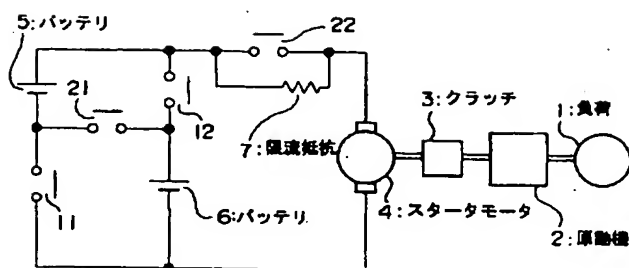 5:バッテリ
22
21
12
3:クラッチ
1:負荷
7:限流抵抗
11
6:バッテリ
4:スタータモータ
2:原動機